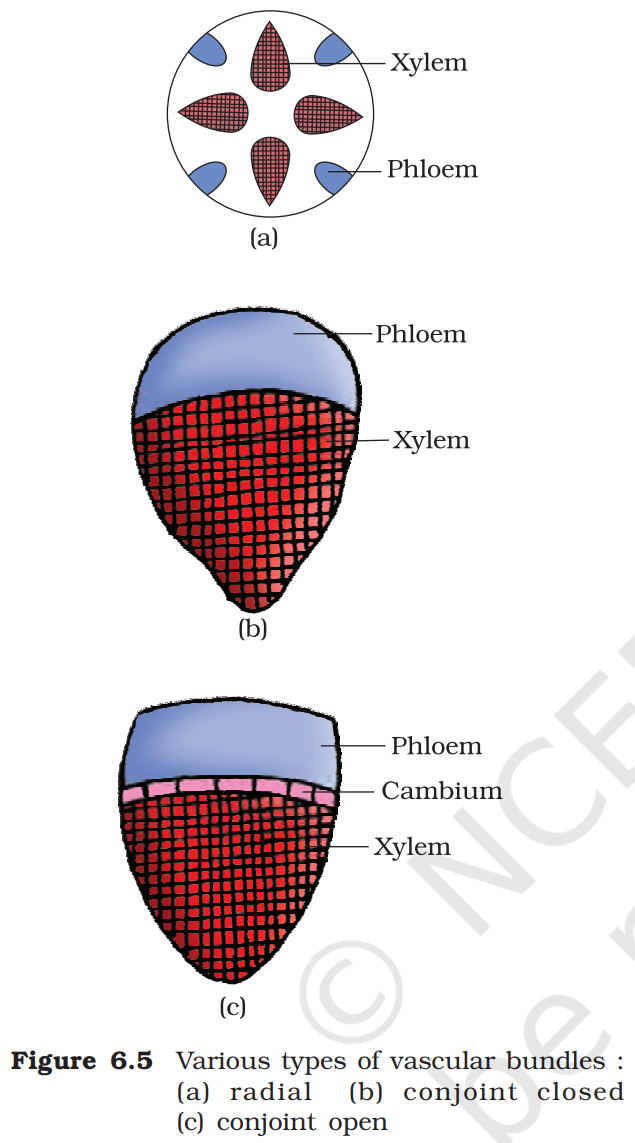 Xylem
Phloem
(a)
Phloem
Xylem
(b)
Phloem
Cambium
Xylem
(c)
© NCE
be r
Figure 6.5 Various types of vascular bundles :
(a) radial (b) conjoint closed
(c) conjoint open